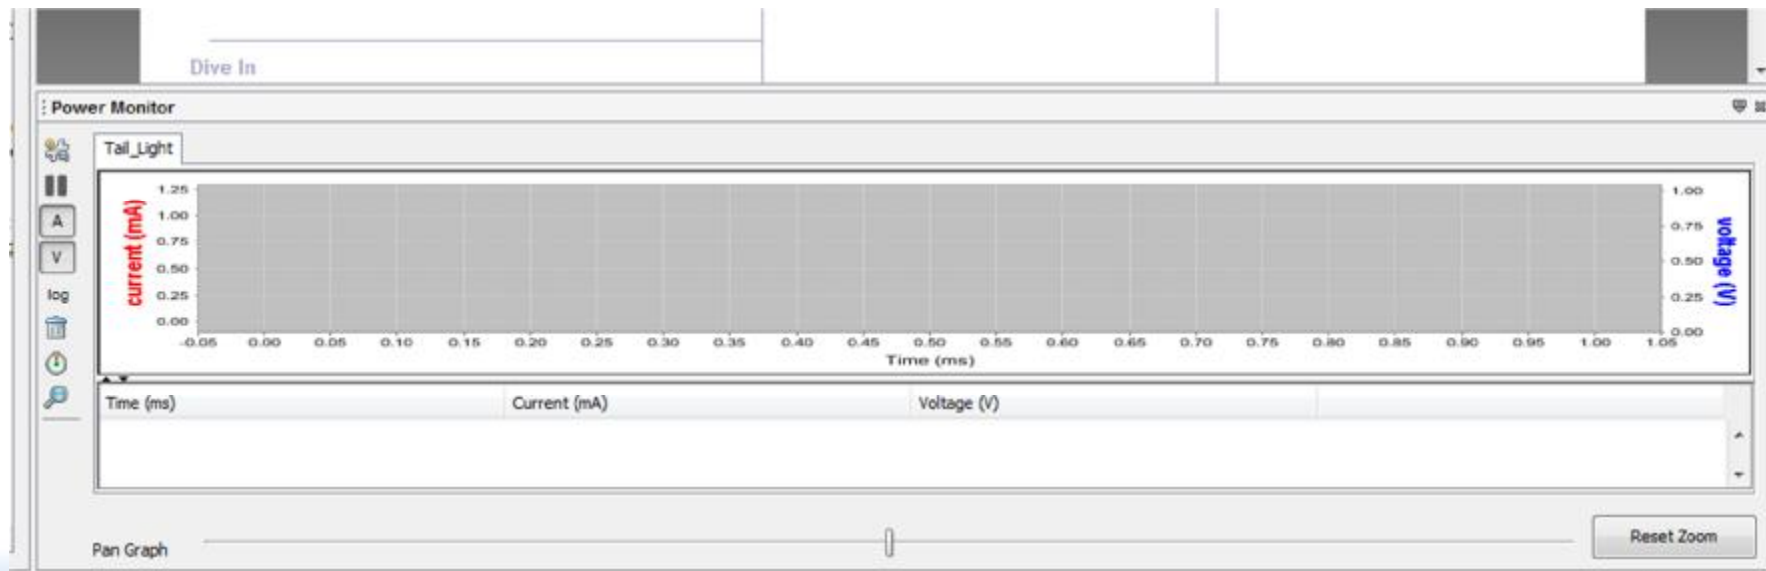 Dive In
Power Monitor
Tail_Light
A
V
log
current (mA)
1.25
1.00
0.75
0.50
0.25
0.00
1.00
0.75
0.50
0.25
0.00
voltage (V)
-0.05 0.00 0.05 0.10 0.15 0.20 0.25 0.30 0.35 0.40 0.45 0.50 0.55 0.60 0.65 0.70 0.75 0.80 0.85 0.90 0.95 1.00 1.05
Time (ms)
Time (ms) Current (mA) Voltage (V)
Pan Graph
Reset Zoom